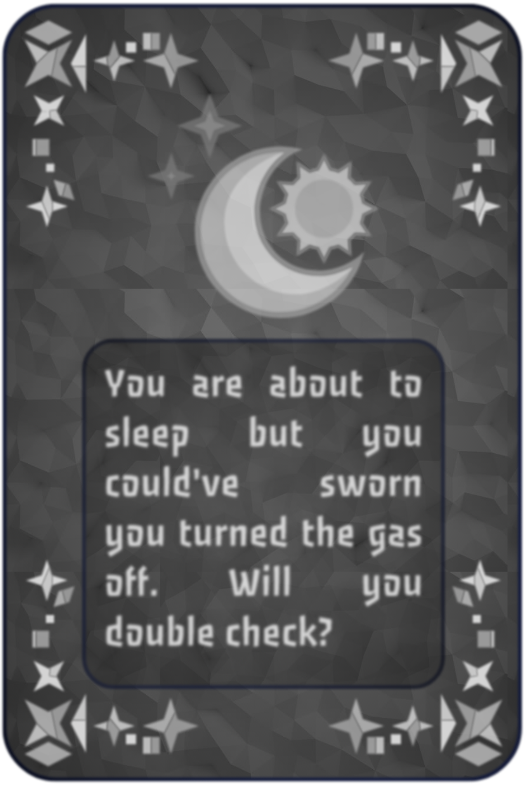 You are about to
sleep but you
could've sworn
you turned the gas
off. Will you
double check?